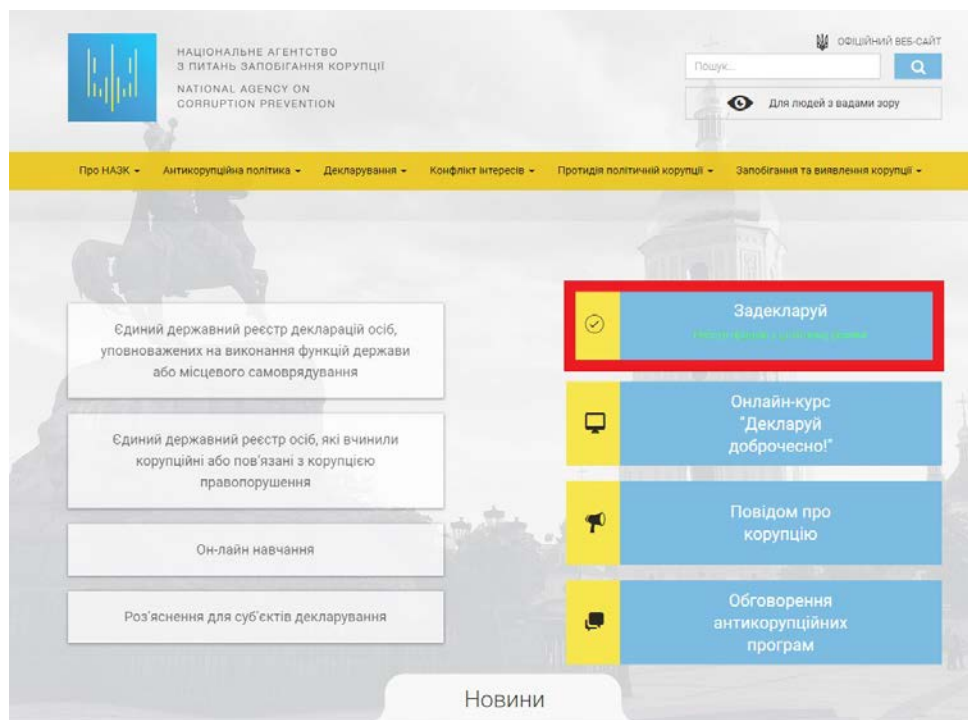 НАЦІОНАЛЬНЕ АГЕНТСТВО
З ПИТАНЬ ЗАПОБІГАННЯ КОРУПЦІЇ
NATIONAL AGENCY ON
CORRUPTION PREVENTION
ОФІЦІЙНИЙ ВЕБ-САЙТ
Пошук...
Для людей з вадами зору
Про НАЗК
Антикорупційна політика
Декларування
Конфлікт інтересів
Протидія політичній корупції
Запобігання та виявлення корупції
Єдиний державний реєстр декларацій осіб,
уповноважених на виконання функцій держави
або місцевого самоврядування
Єдиний державний реєстр осіб, які вчинили
корупційні або пов'язані з корупцією
правопорушення
Он-лайн навчання
Роз'яснення для суб'єктів декларування
Задекларуй
Онлайн-курс
"Декларуй
доброчесно!"
Повідом про
корупцію
Обговорення
антикорупційних
програм
Новини